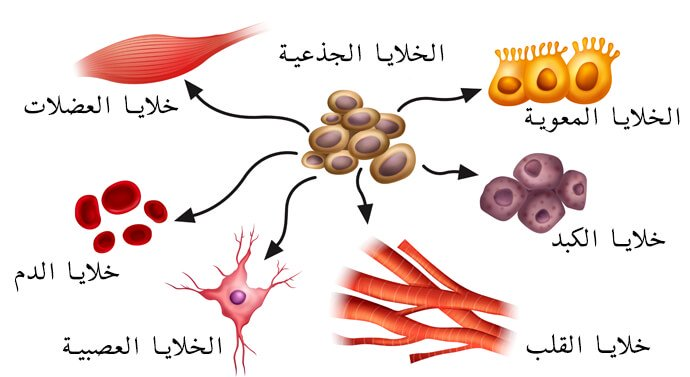 الخلايا الجذعية
خلايا العضلات
الخلايا المعوية
خلايا الدم
خلايا الكبد
الخلايا العصبية
خلايا القلب